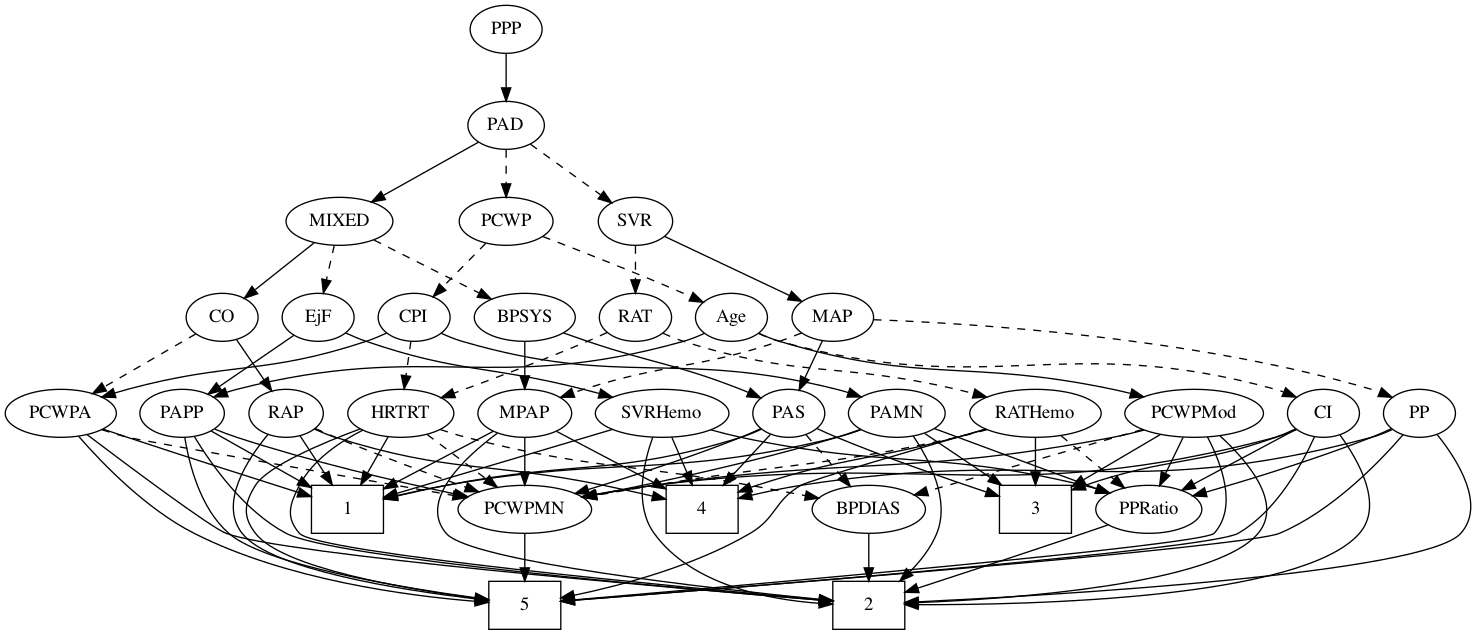 PPP
PAD
MIXED
PCWP
SVR
CO
EjF
CPI
BPSYS
RAT
Age
MAP
PCWPA
PAPP
RAP
HRTRT
MPAP
SVRHemo
PAS
PAMN
RATHemo
PCWPMod
CI
PP
1
PCWPMN
4
BPDIAS
3
PPRatio
5
2